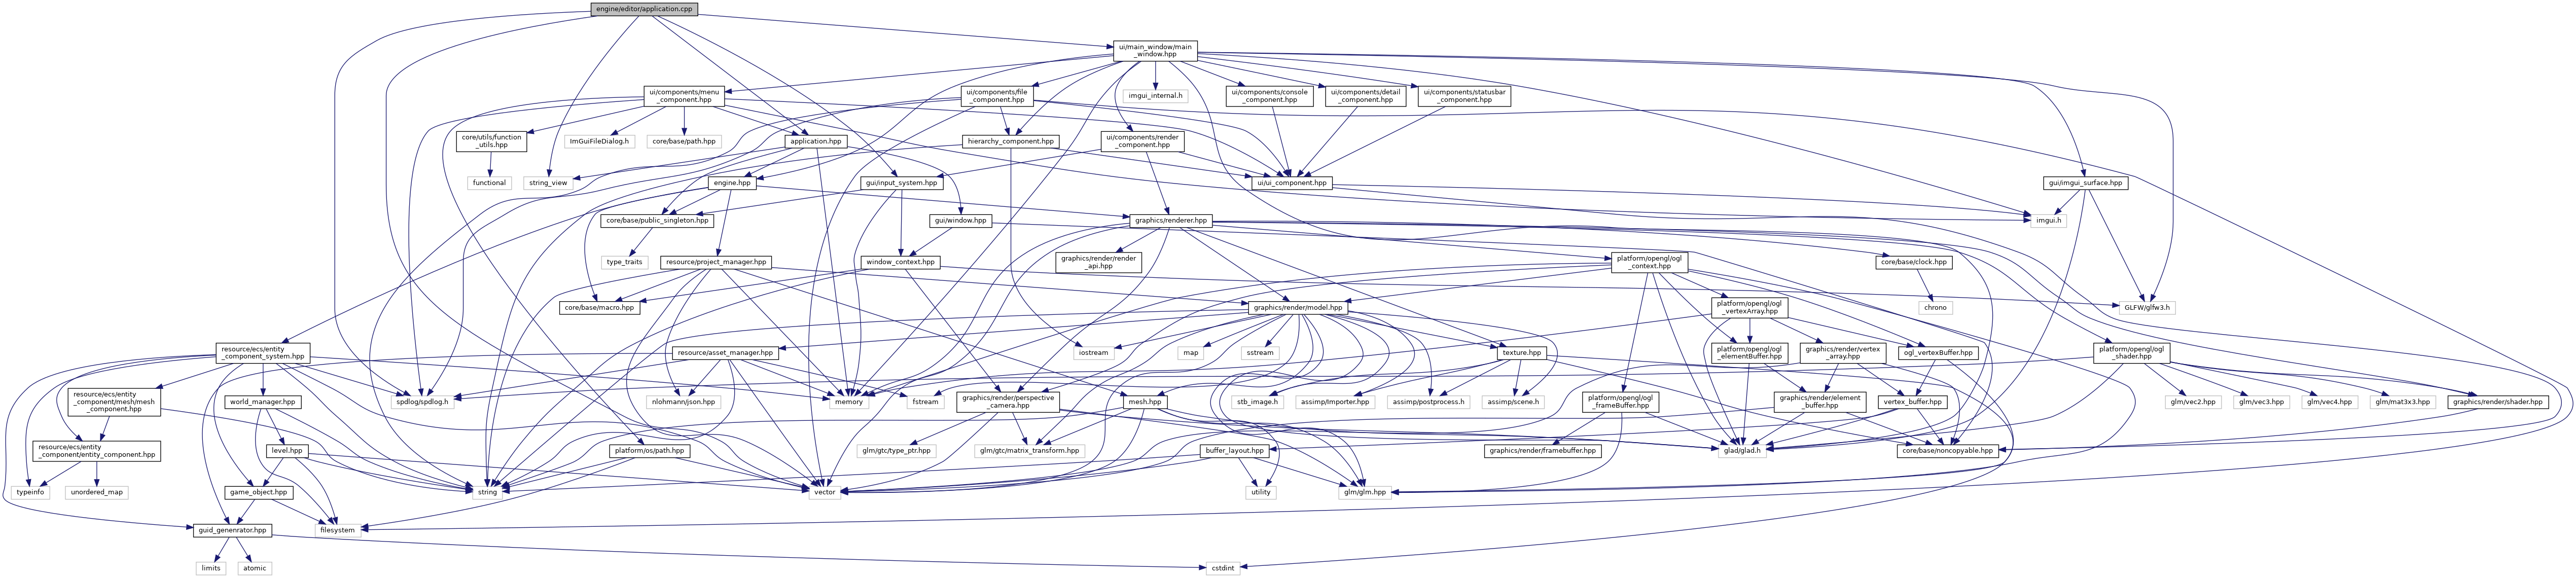 engine/editor/application.cpp
ui/main_window/main
_window.hpp
ui/components/menu
_component.hpp
ui/components/file
_component.hpp
imgui_internal.h
ui/components/console
_component.hpp
ui/components/detail
_component.hpp
ui/components/statusbar
_component.hpp
core/utils/function
_utils.hpp
ImGuiFileDialog.h
core/base/path.hpp
application.hpp
hierarchy_component.hpp
ui/components/render
_component.hpp
functional
string_view
engine.hpp
gui/input_system.hpp
ui/ui_component.hpp
gui/imgui_surface.hpp
core/base/public_singleton.hpp
gui/window.hpp
graphics/renderer.hpp
imgui.h
type_traits
resource/project_manager.hpp
window_context.hpp
graphics/render/render
_api.hpp
platform/opengl/ogl
_context.hpp
core/base/clock.hpp
core/base/macro.hpp
graphics/render/model.hpp
platform/opengl/ogl
_vertexArray.hpp
chrono
GLFW/glfw3.h
resource/ecs/entity
_component_system.hpp
resource/asset_manager.hpp
iostream
map
sstream
texture.hpp
platform/opengl/ogl
_elementBuffer.hpp
graphics/render/vertex
_array.hpp
ogl_vertexBuffer.hpp
platform/opengl/ogl
_shader.hpp
resource/ecs/entity
_component/mesh/mesh
_component.hpp
world_manager.hpp
spdlog/spdlog.h
nlohmann/json.hpp
memory
fstream
graphics/render/perspective
_camera.hpp
mesh.hpp
stb_image.h
assimp/Importer.hpp
assimp/postprocess.h
assimp/scene.h
platform/opengl/ogl
_frameBuffer.hpp
graphics/render/element
_buffer.hpp
vertex_buffer.hpp
glm/vec2.hpp
glm/vec3.hpp
glm/vec4.hpp
glm/mat3x3.hpp
graphics/render/shader.hpp
resource/ecs/entity
_component/entity_component.hpp
level.hpp
platform/os/path.hpp
glm/gtc/type_ptr.hpp
glm/gtc/matrix_transform.hpp
buffer_layout.hpp
graphics/render/framebuffer.hpp
glad/glad.h
core/base/noncopyable.hpp
typeinfo
unordered_map
game_object.hpp
string
vector
utility
glm/glm.hpp
guid_genenrator.hpp
filesystem
limits
atomic
cstdint